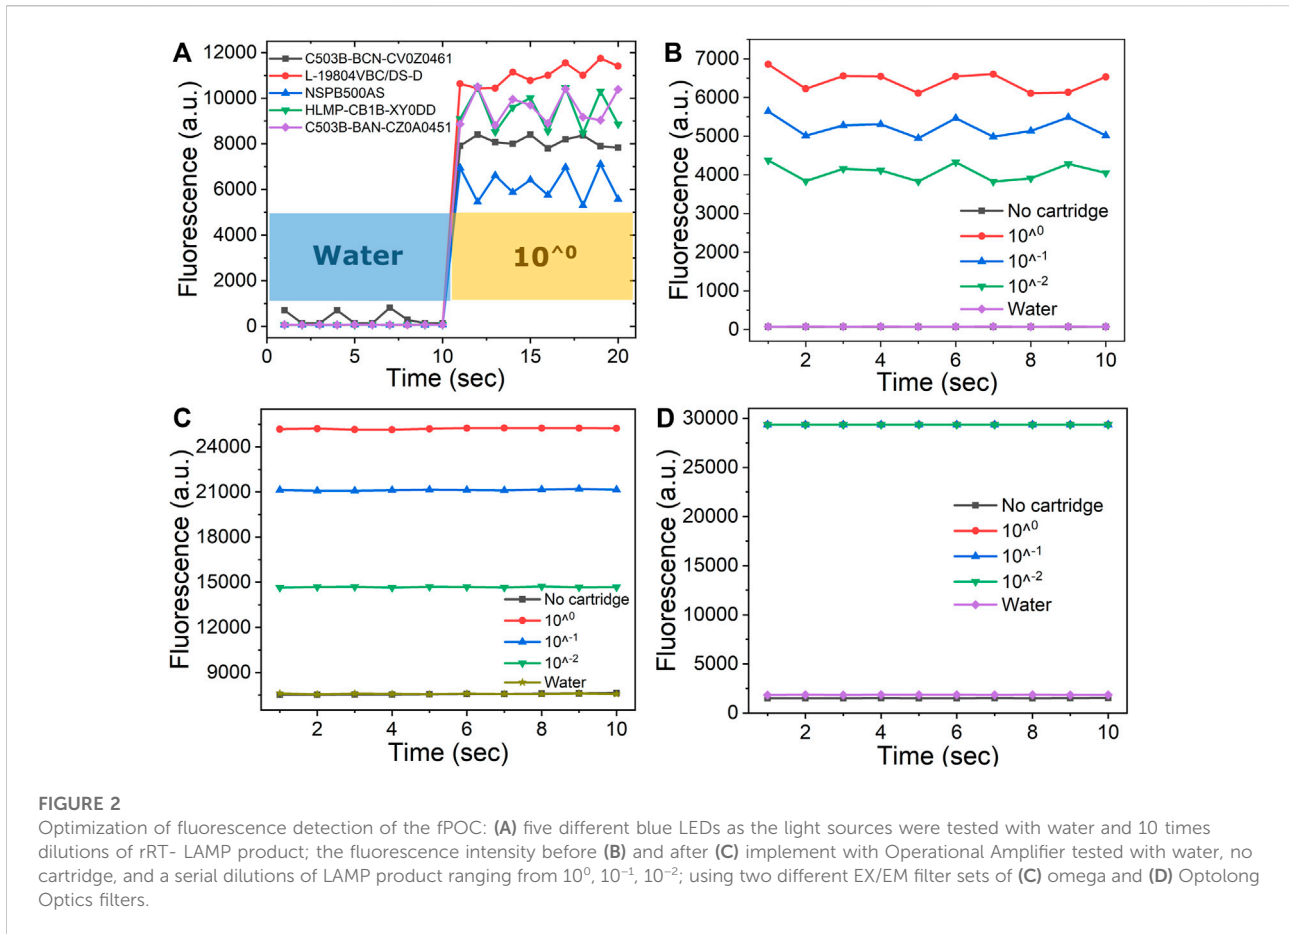 A
12000
10000
8000
6000
4000
2000
0
Fluorescence (a.u.)
C503B-BCN-CV0Z0461
L-19804VBC/DS-D
NSPB500AS
HLMP-CB1B-XY0DD
C503B-BAN-CZ0A0451
Water
10^0
0 5 10 15 20
Time (sec)
B
7000
6000
5000
4000
3000
2000
1000
0
Fluorescence (a.u.)
No cartridge
10^0
10^-1
10^-2
Water
2 4 6 8 10
Time (sec)
C
24000
21000
18000
15000
12000
9000
Fluorescence (a.u.)
No cartridge
10^0
10^-1
10^-2
Water
2 4 6 8 10
Time (sec)
D
30000
25000
20000
15000
10000
5000
0
Fluorescence (a.u.)
No cartridge
10^0
10^-1
10^-2
Water
2 4 6 8 10
Time (sec)
FIGURE 2
Optimization of fluorescence detection of the fPOC: (A) five different blue LEDs as the light sources were tested with water and 10 times
dilutions of rRT- LAMP product; the fluorescence intensity before (B) and after (C) implement with Operational Amplifier tested with water, no
cartridge, and a serial dilutions of LAMP product ranging from 10⁰, 10⁻¹, 10⁻²; using two different EX/EM filter sets of (C) omega and (D) Optolong
Optics filters.